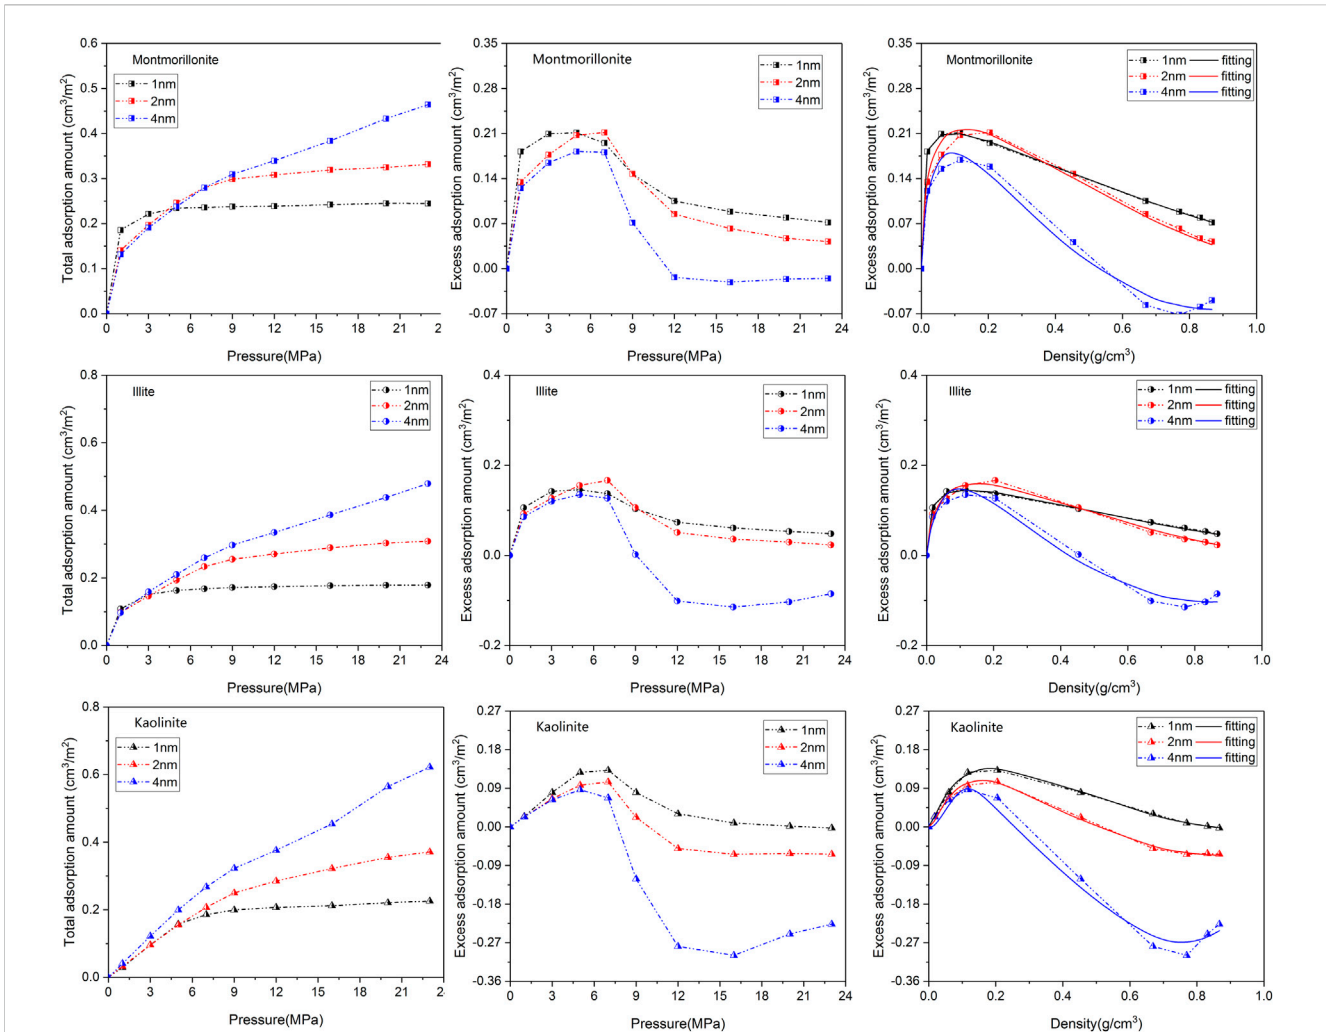 Montmorillonite
1nm
2nm
4nm
Total adsorption amount (cm³/m²)
0.6
0.5
0.4
0.3
0.2
0.1
0.0
0 3 6 9 12 15 18 21 2
Pressure(MPa)
Montmorillonite
1nm
2nm
4nm
Excess adsorption amount (cm³/m²)
0.35
0.28
0.21
0.14
0.07
0.00
-0.07
0 3 6 9 12 15 18 21 24
Pressure(MPa)
Montmorillonite
1nm fitting
2nm fitting
4nm fitting
Excess adsorption amount (cm³/m²)
0.35
0.28
0.21
0.14
0.07
0.00
-0.07
0.0 0.2 0.4 0.6 0.8 1.0
Density(g/cm³)
Illite
1nm
2nm
4nm
Total adsorption amount (cm³/m²)
0.8
0.6
0.4
0.2
0.0
0 3 6 9 12 15 18 21 24
Pressure(MPa)
Illite
1nm
2nm
4nm
Excess adsorption amount (cm³/m²)
0.4
0.2
0.0
-0.2
0 3 6 9 12 15 18 21 24
Pressure(MPa)
Illite
1nm fitting
2nm fitting
4nm fitting
Excess adsorption amount (cm³/m²)
0.4
0.2
0.0
-0.2
0.0 0.2 0.4 0.6 0.8 1.0
Density(g/cm³)
Kaolinite
1nm
2nm
4nm
Total adsorption amount (cm³/m²)
0.8
0.6
0.4
0.2
0.0
0 3 6 9 12 15 18 21 2
Pressure(MPa)
Kaolinite
1nm
2nm
4nm
Excess adsorption amount (cm³/m²)
0.27
0.18
0.09
0.00
-0.09
-0.18
-0.27
-0.36
0 3 6 9 12 15 18 21 24
Pressure(MPa)
Kaolinite
1nm fitting
2nm fitting
4nm fitting
Excess adsorption amount (cm³/m²)
0.27
0.18
0.09
0.00
-0.09
-0.18
-0.27
-0.36
0.0 0.2 0.4 0.6 0.8 1.0
Density(g/cm³)